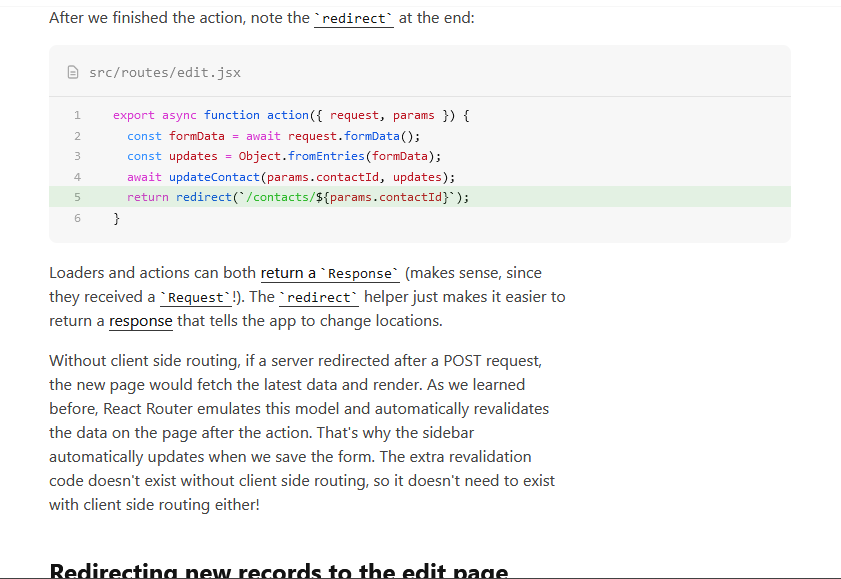 After we finished the action, note the `redirect` at the end:
src/routes/edit.jsx
1 export async function action({ request, params }) {
2 const formData = await request.formData();
3 const updates = Object.fromEntries(formData);
4 await updateContact(params.contactId, updates);
5 return redirect(`/contacts/${params.contactId}`);
6 }
Loaders and actions can both return a `Response` (makes sense, since
they received a `Request`!). The `redirect` helper just makes it easier to
return a response that tells the app to change locations.
Without client side routing, if a server redirected after a POST request,
the new page would fetch the latest data and render. As we learned
before, React Router emulates this model and automatically revalidates
the data on the page after the action. That's why the sidebar
automatically updates when we save the form. The extra revalidation
code doesn't exist without client side routing, so it doesn't need to exist
with client side routing either!
Redirecting new records to the edit page